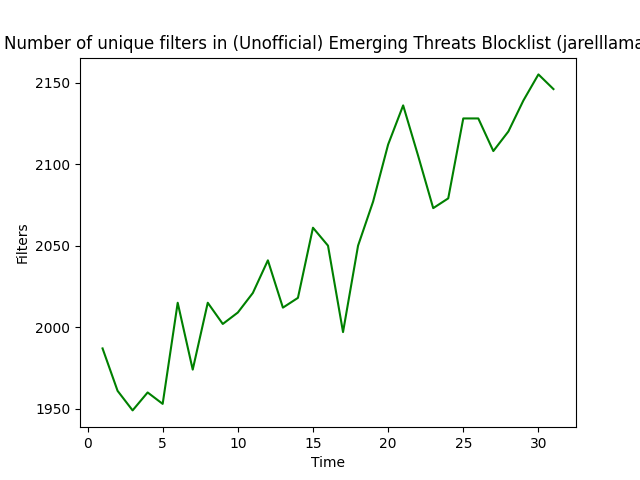 Number of unique filters in (Unofficial) Emerging Threats Blocklist (jarelllama
2150
2100
2050
2000
1950
Filters
0 5 10 15 20 25 30
Time